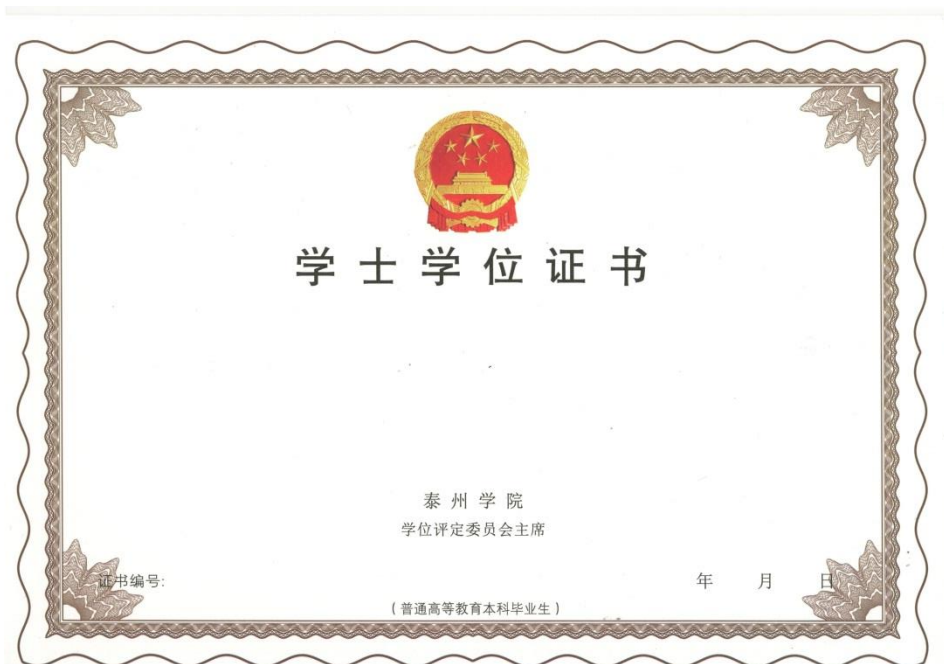 学士学位证书
泰州学院
学位评定委员会主席
证书编号: 年 月 日
(普通高等教育本科毕业生)